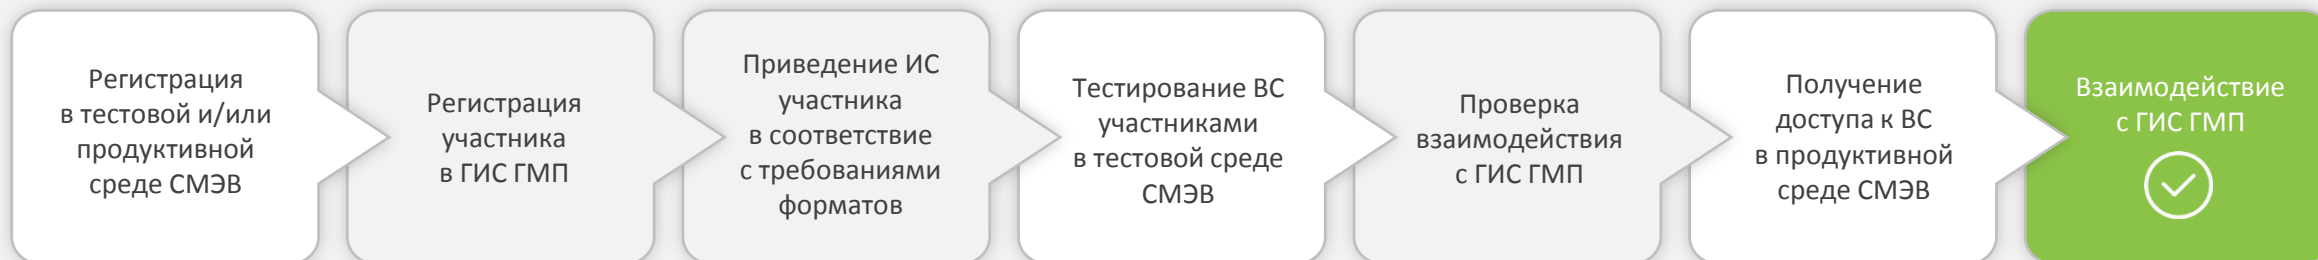 Регистрация
в тестовой и/или
продуктивной
среде СМЭВ
Регистрация
участника
в ГИС ГМП
Приведение ИС
участника
в соответствие
с требованиями
форматов
Тестирование ВС
участниками
в тестовой среде
СМЭВ
Проверка
взаимодействия
с ГИС ГМП
Получение
доступа к ВС
в продуктивной
среде СМЭВ
Взаимодействие
с ГИС ГМП